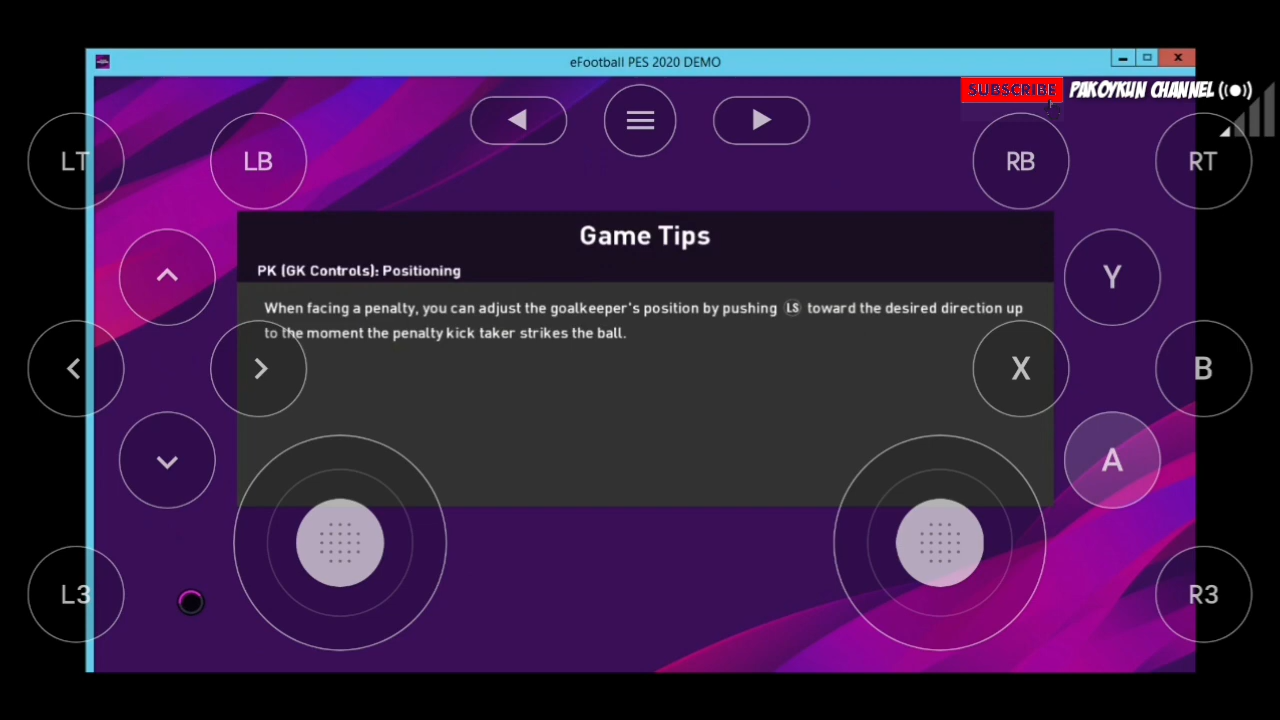 eFootball PES 2020 DEMO
SUBSCRIBE PAKOYKUN CHANNEL
LT LB RB RT
Game Tips
PK (GK Controls): Positioning
Y
When facing a penalty, you can adjust the goalkeeper's position by pushing LS toward the desired direction up
to the moment the penalty kick taker strikes the ball.
X B
A
L3 R3